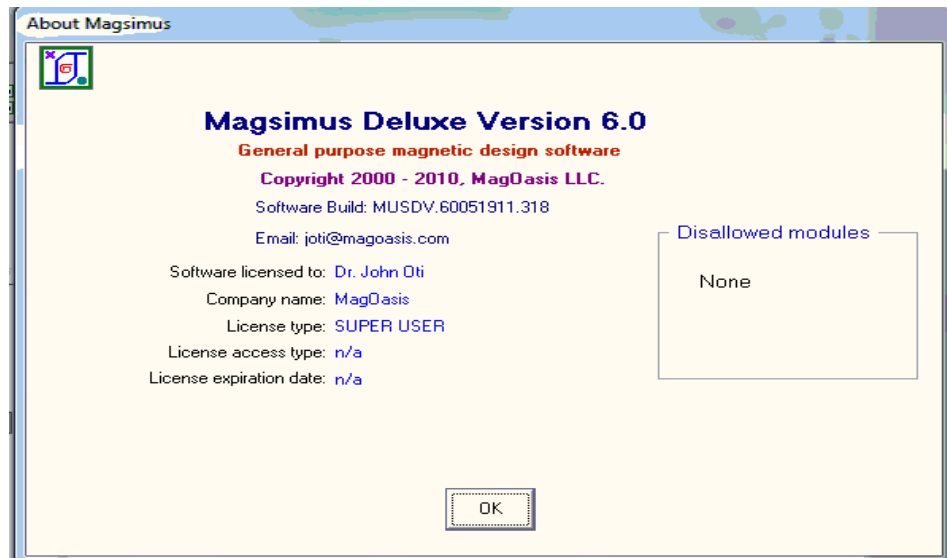 About Magsimus
Magsimus Deluxe Version 6.0
General purpose magnetic design software
Copyright 2000 - 2010, MagOasis LLC.
Software Build: MUSDV.60051911.318
Email: joti@magoasis.com
Software licensed to: Dr. John Oti
Company name: MagOasis
License type: SUPER USER
License access type: n/a
License expiration date: n/a
Disallowed modules
None
OK